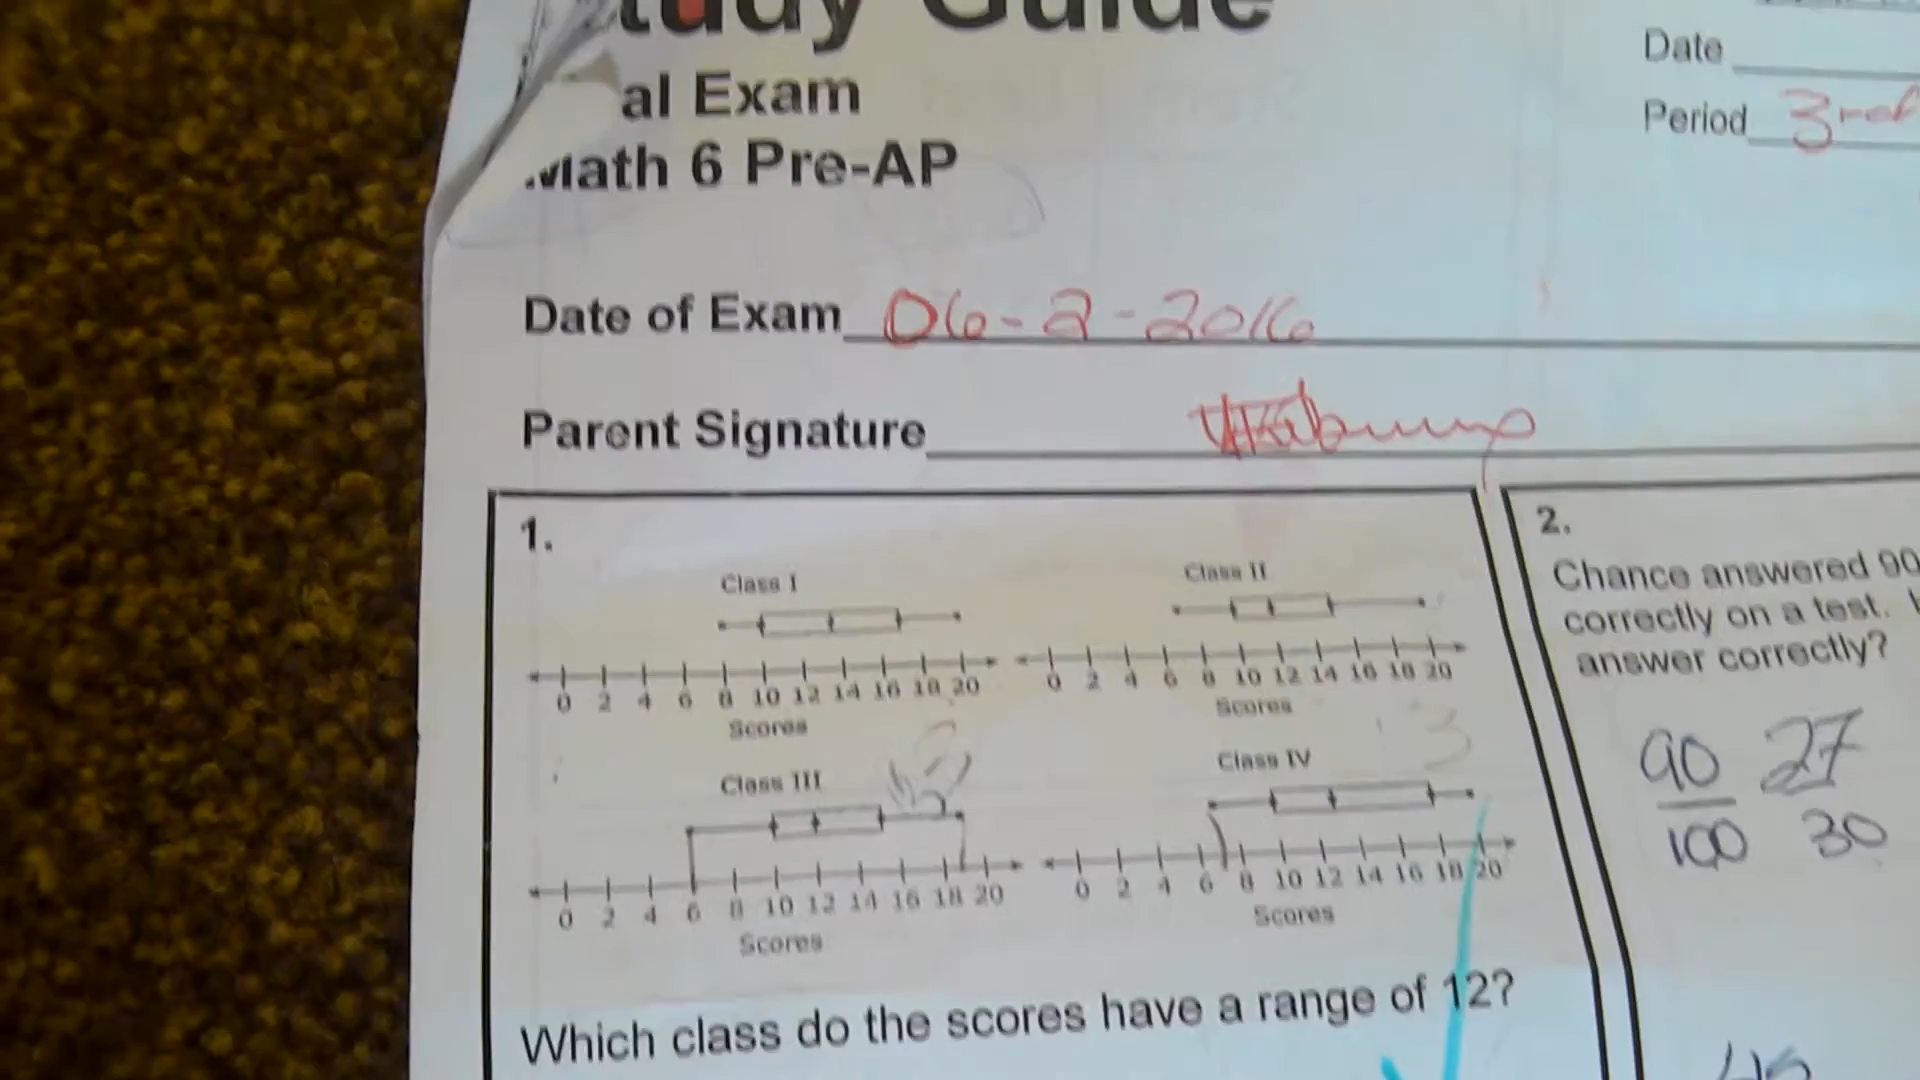 tudy Guide
al Exam
Math 6 Pre-AP
Date
Period 3rd
Date of Exam 06-2-2016
Parent Signature
1.
Class I
0 2 4 6 8 10 12 14 16 18 20
Scores
Class II
0 2 4 6 8 10 12 14 16 18 20
Scores
Class III
0 2 4 6 8 10 12 14 16 18 20
Scores
Class IV
0 2 4 6 8 10 12 14 16 18 20
Scores
Which class do the scores have a range of 12?
2.
Chance answered 90
correctly on a test.
answer correctly?
90 27
100 30